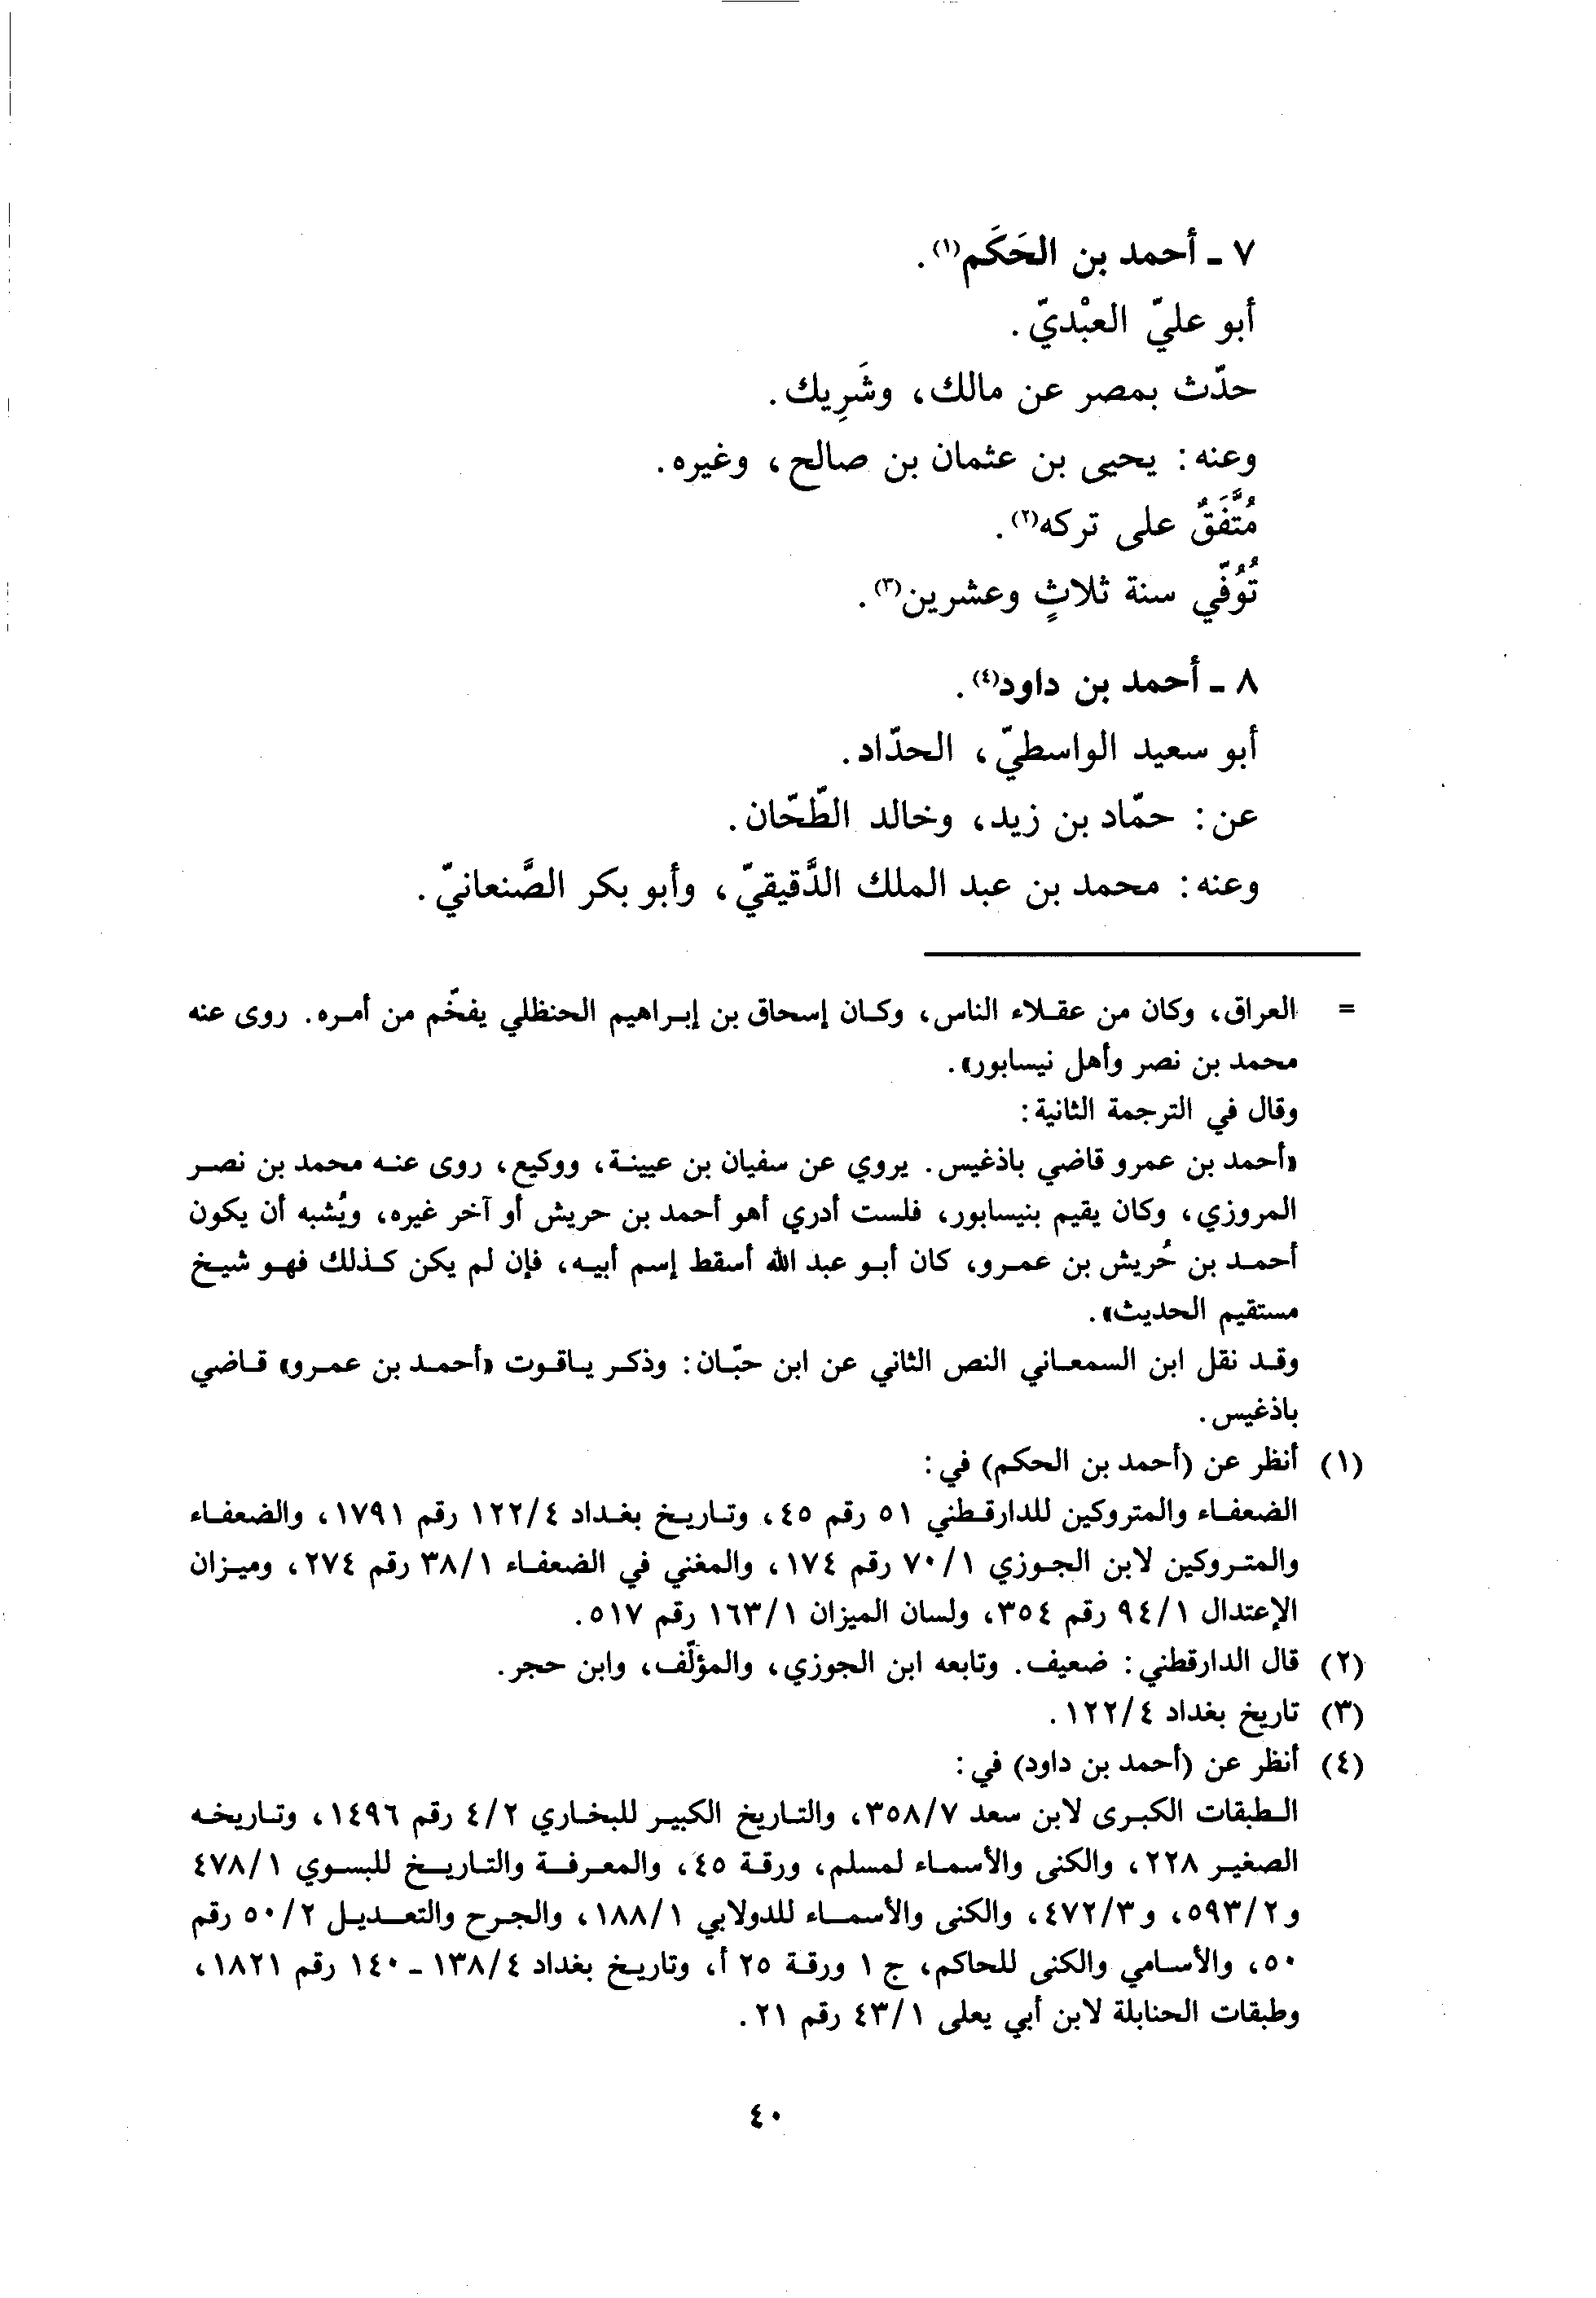 ٧ ـ أحمد بن الحَكَم(١).
أبو عليّ العبْديّ.
حدّث بمصر عن مالك، وشَرِيك.
وعنه: يحيى بن عثمان بن صالح، وغيره.
مُتَّفَقٌ على تركه(٢).
تُوُفّي سنة ثلاثٍ وعشرين(٣).
٨ ـ أحمد بن داود(٤).
أبو سعيد الواسطيّ، الحدّاد.
عن: حمّاد بن زيد، وخالد الطّحّان.
وعنه: محمد بن عبد الملك الدَّقيقيّ، وأبو بكر الصَّنعانيّ.
= العراق، وكان من عقلاء الناس، وكان إسحاق بن إبراهيم الحنظلي يفخّم من أمره. روى عنه
محمد بن نصر وأهل نيسابور».
وقال في الترجمة الثانية:
«أحمد بن عمرو قاضي باذغيس. يروي عن سفيان بن عيينة، ووكيع، روى عنه محمد بن نصر
المروزي، وكان يقيم بنيسابور، فلست أدري أهو أحمد بن حريش أو آخر غيره، ويُشبه أن يكون
أحمد بن حُريش بن عمرو، كان أبو عبد الله أسقط إسم أبيه، فإن لم يكن كذلك فهو شيخ
مستقيم الحديث».
وقد نقل ابن السمعاني النص الثاني عن ابن حبّان: وذكر ياقوت «أحمد بن عمرو» قاضي
باذغيس.
(١) أنظر عن (أحمد بن الحكم) في:
الضعفاء والمتروكين للدارقطني ٥١ رقم ٤٥، وتاريخ بغداد ١٢٢/٤ رقم ١٧٩١، والضعفاء
والمتروكين لابن الجوزي ٧٠/١ رقم ١٧٤، والمغني في الضعفاء ٣٨/١ رقم ٢٧٤، وميزان
الإعتدال ٩٤/١ رقم ٣٥٤، ولسان الميزان ١٦٣/١ رقم ٥١٧.
(٢) قال الدارقطني: ضعيف. وتابعه ابن الجوزي، والمؤلّف، وابن حجر.
(٣) تاريخ بغداد ١٢٢/٤.
(٤) أنظر عن (أحمد بن داود) في:
الطبقات الكبرى لابن سعد ٣٥٨/٧، والتاريخ الكبير للبخاري ٤/٢ رقم ١٤٩٦، وتاريخه
الصغير ٢٢٨، والكنى والأسماء لمسلم، ورقة ٤٥، والمعرفة والتاريخ للبسوي ٤٧٨/١
و٥٩٣/٢، و٤٧٢/٣، والكنى والأسماء للدولابي ١٨٨/١، والجرح والتعديل ٥٠/٢ رقم
٥٠، والأسامي والكنى للحاكم، ج ١ ورقة ٢٥ أ، وتاريخ بغداد ١٣٨/٤ ـ ١٤٠ رقم ١٨٢١،
وطبقات الحنابلة لابن أبي يعلى ٤٣/١ رقم ٢١.
٤٠